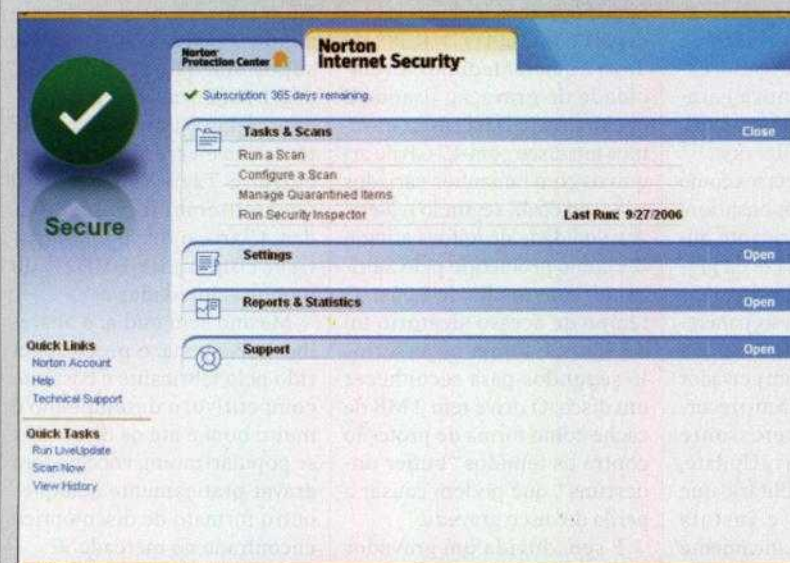 Norton
Protection Center
Norton
Internet Security
Subscription: 365 days remaining.
Secure
Tasks & Scans
Close
Run a Scan
Configure a Scan
Manage Quarantined Items
Run Security Inspector
Last Run: 9/27/2006
Settings
Open
Reports & Statistics
Open
Support
Open
Quick Links
Norton Account
Help
Technical Support
Quick Tasks
Run LiveUpdate
Scan Now
View History